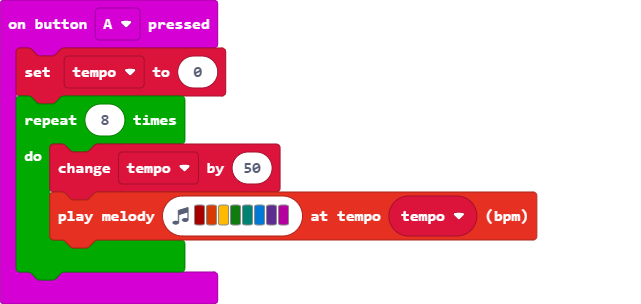 on button A pressed
set tempo to 0
repeat 8 times
do
change tempo by 50
play melody at tempo tempo (bpm)